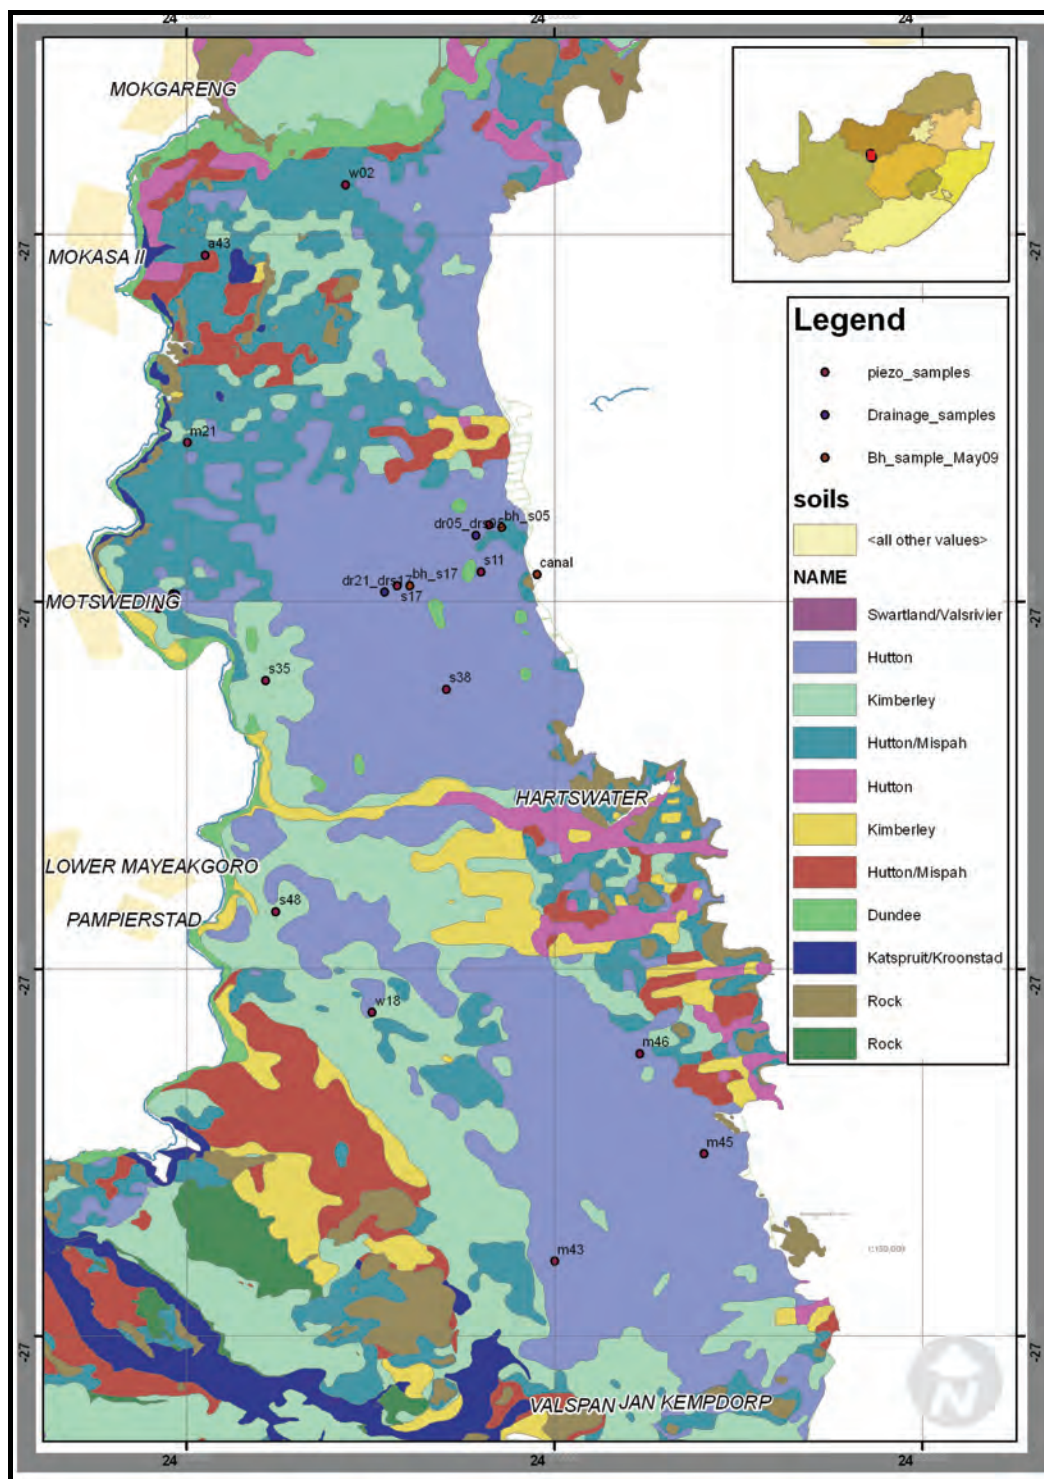 24
24
24
MOKGARENG
w02
-27
-27
a43
MOKASA II
Legend
piezo_samples
m21
Drainage_samples
Bh_sample_May09
soils
bh_s05
<all other values>
s11
canal
NAME
bh_s17
s17
MOTSWEDING
-27
-27
Swartland/Valsrivier
Hutton
s35
s38
Kimberley
Hutton/Mispah
Hutton
HARTSWATER
Kimberley
LOWER MAYEAKGORO
Hutton/Mispah
s48
PAMPIERSTAD
Dundee
Katspruit/Kroonstad
-27
-27
w18
Rock
m46
Rock
m45
m43
-27
-27
N
VALSPAN
JAN KEMPDORP
24
24
24